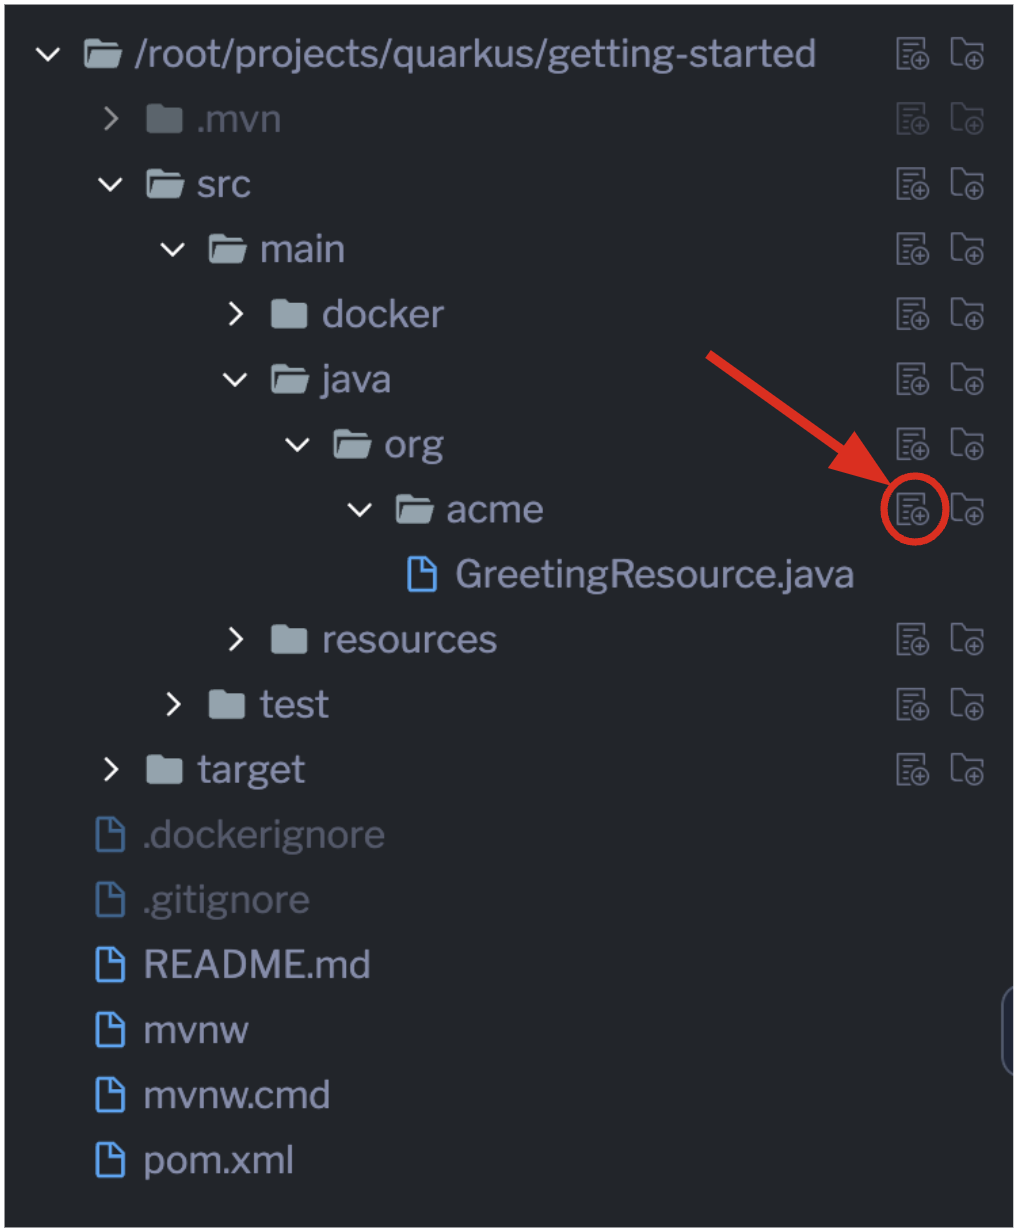 /root/projects/quarkus/getting-started
.mvn
src
main
docker
java
org
acme
GreetingResource.java
resources
test
target
.dockerignore
.gitignore
README.md
mvnw
mvnw.cmd
pom.xml